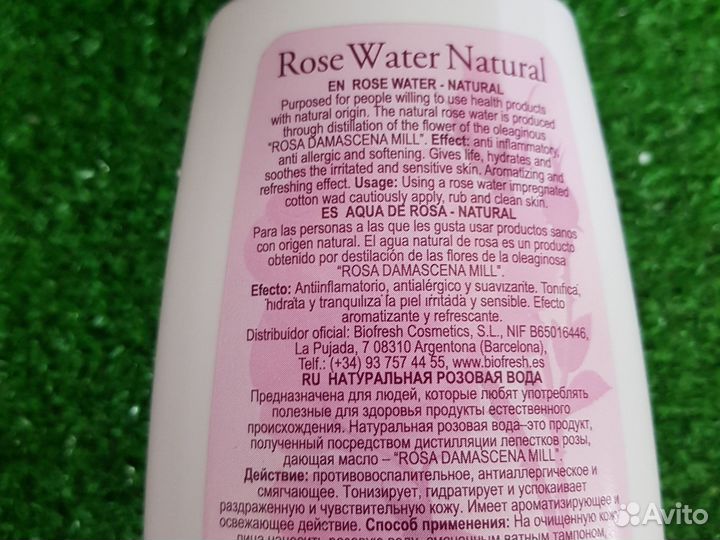 Rose Water Natural
EN ROSE WATER - NATURAL
Purposed for people willing to use health products
with natural origin. The natural rose water is produced
through distillation of the flower of the oleaginous
"ROSA DAMASCENA MILL". Effect: anti inflammatory,
anti allergic and softening. Gives life, hydrates and
soothes the irritated and sensitive skin. Aromatizing and
refreshing effect. Usage: Using a rose water impregnated
cotton wad cautiously apply, rub and clean skin.
ES AQUA DE ROSA - NATURAL
Para las personas a las que les gusta usar productos sanos
con origen natural. El agua natural de rosa es un producto
obtenido por destilación de las flores de la oleaginosa
"ROSA DAMASCENA MILL".
Efecto: Antiinflamatorio, antialérgico y suavizante. Tonifica,
hidrata y tranquiliza la piel irritada y sensible. Efecto
aromatizante y refrescante.
Distribuidor oficial: Biofresh Cosmetics, S.L., NIF B65016446,
La Pujada, 7 08310 Argentona (Barcelona),
Telf.: (+34) 93 757 44 55, www.biofresh.es
RU НАТУРАЛЬНАЯ РОЗОВАЯ ВОДА
Предназначена для людей, которые любят употреблять
полезные для здоровья продукты естественного
происхождения. Натуральная розовая вода–это продукт,
полученный посредством дистилляции лепестков розы,
дающая масло – "ROSA DAMASCENA MILL".
Действие: противовоспалительное, антиаллергическое и
смягчающее. Тонизирует, гидратирует и успокаивает
раздраженную и чувствительную кожу. Имеет ароматизирующее и
освежающее действие. Способ применения: На очищенную кожу
лица наносить розовую воду, смоченным ватным тампоном,
Avito